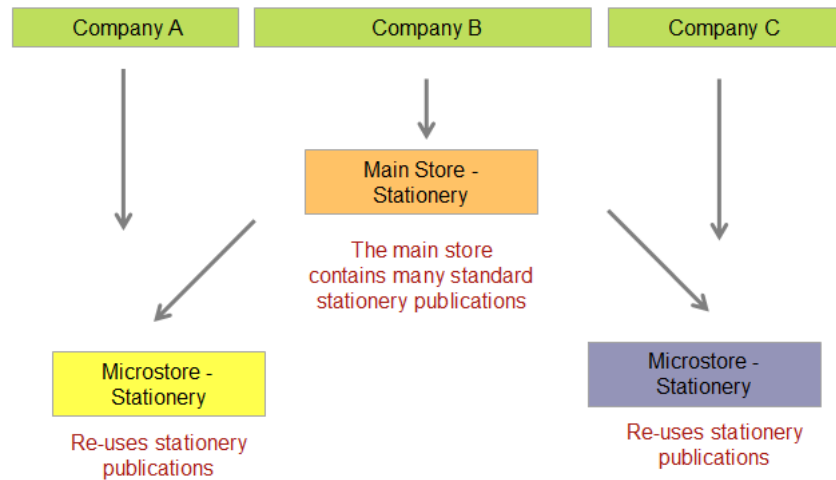 Company A
Company B
Company C
Main Store -
Stationery
The main store
contains many standard
stationery publications
Microstore -
Stationery
Re-uses stationery
publications
Microstore -
Stationery
Re-uses stationery
publications